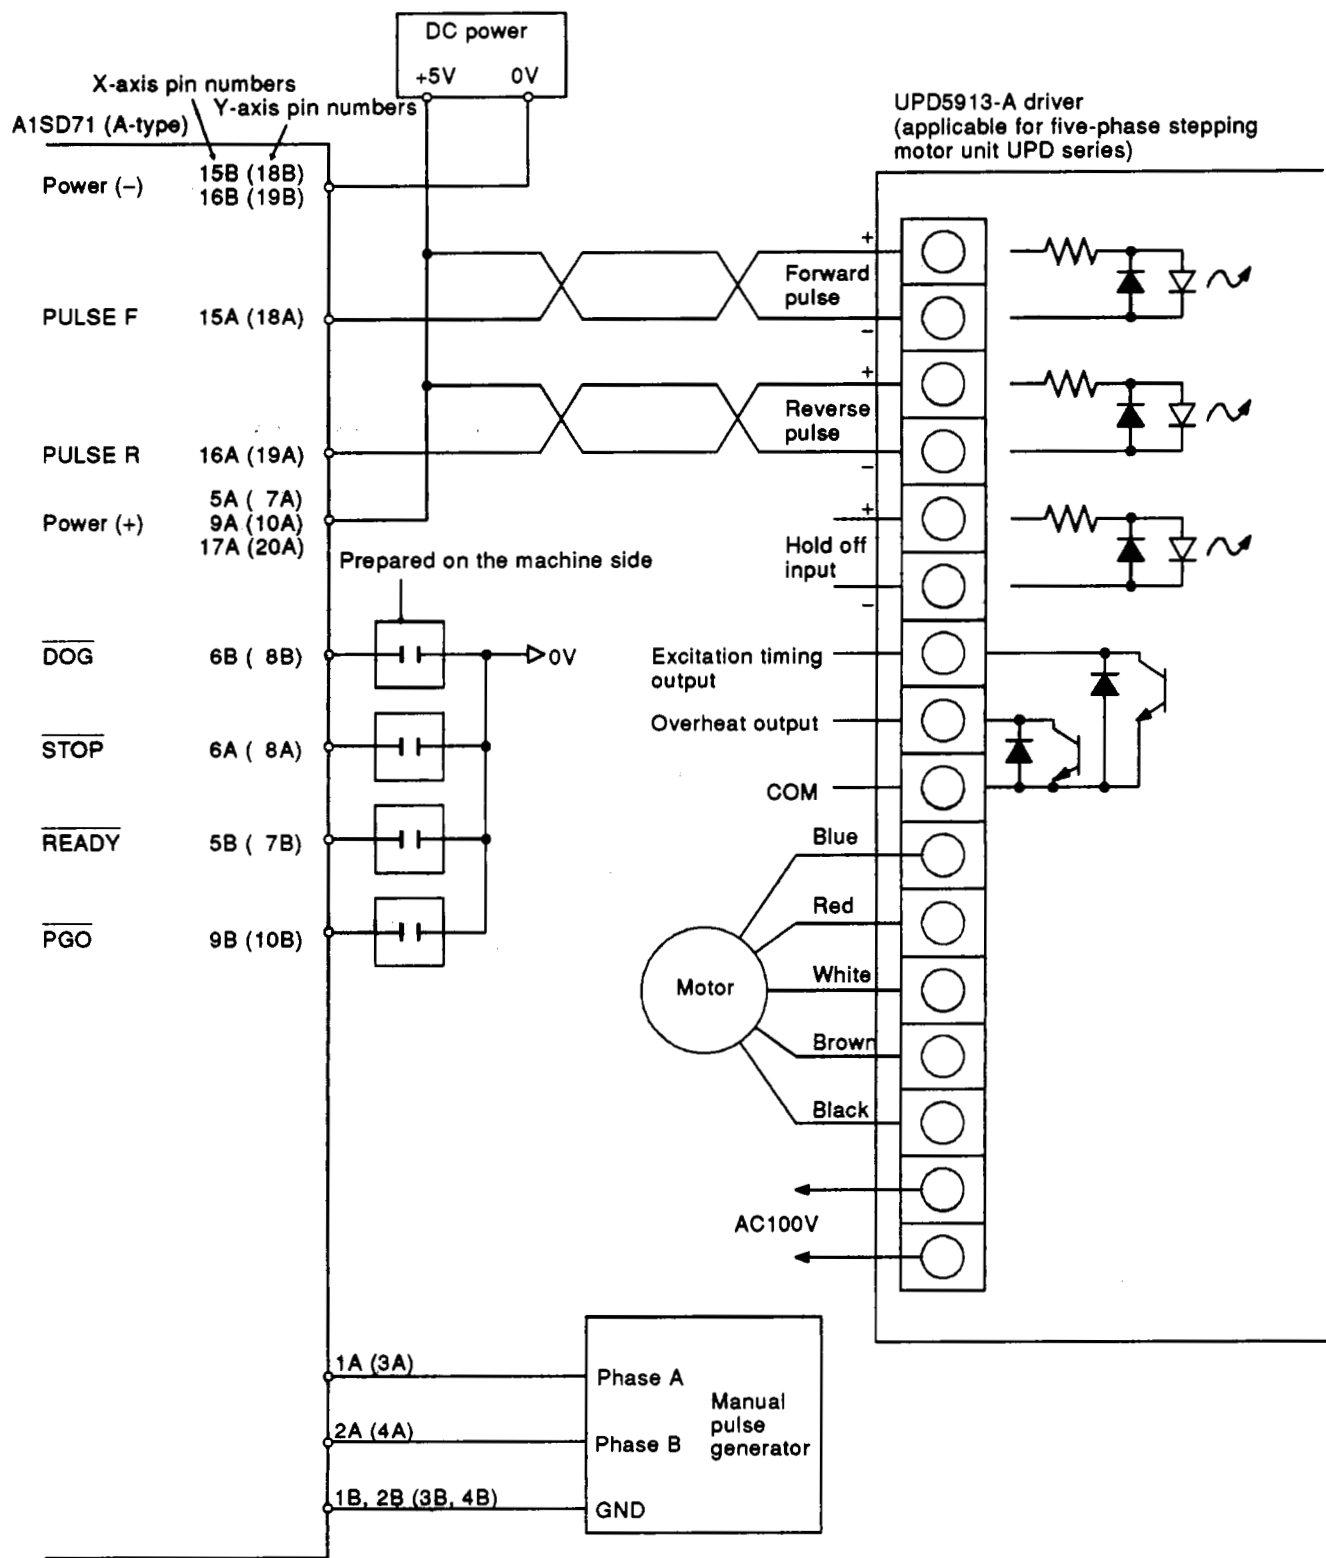 DC power
+5V 0V
X-axis pin numbers
Y-axis pin numbers
A1SD71 (A-type)
UPD5913-A driver
(applicable for five-phase stepping
motor unit UPD series)
Power (–) 15B (18B)
16B (19B)
+
Forward
pulse
–
PULSE F 15A (18A)
+
Reverse
pulse
–
PULSE R 16A (19A)
Power (+) 5A ( 7A)
9A (10A)
17A (20A)
+
Hold off
input
–
Prepared on the machine side
DOG 6B ( 8B)
0V
Excitation timing
output
STOP 6A ( 8A)
Overheat output
COM
READY 5B ( 7B)
Blue
Red
PGO 9B (10B)
Motor
White
Brown
Black
AC100V
1A (3A)
Phase A
2A (4A)
Phase B
1B, 2B (3B, 4B)
GND
Manual
pulse
generator